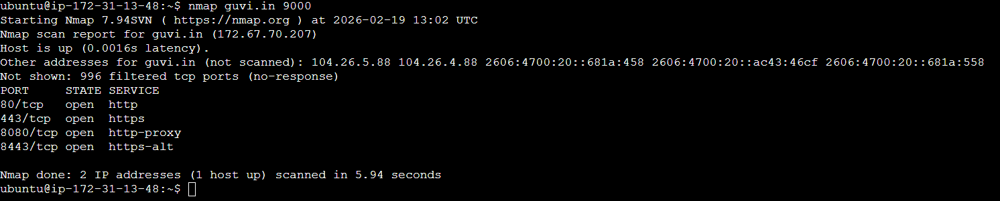 ubuntu@ip-172-31-13-48:~$ nmap guvi.in 9000
Starting Nmap 7.94SVN ( https://nmap.org ) at 2026-02-19 13:02 UTC
Nmap scan report for guvi.in (172.67.70.207)
Host is up (0.0016s latency).
Other addresses for guvi.in (not scanned): 104.26.5.88 104.26.4.88 2606:4700:20::681a:458 2606:4700:20::ac43:46cf 2606:4700:20::681a:558
Not shown: 996 filtered tcp ports (no-response)
PORT     STATE SERVICE
80/tcp   open  http
443/tcp  open  https
8080/tcp open  http-proxy
8443/tcp open  https-alt

Nmap done: 2 IP addresses (1 host up) scanned in 5.94 seconds
ubuntu@ip-172-31-13-48:~$